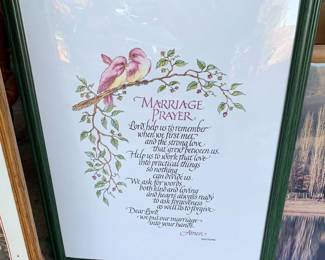 MARRIAGE
PRAYER
Lord, help us to remember
when we first met
and the strong love
that grew between us.
Help us to work that love
into practical things
so nothing
can divide us.
We ask for words
both kind and loving
and hearts always ready
to ask forgiveness
as well as to forgive.
Dear Lord,
we put our marriage
into your hands.
Amen.